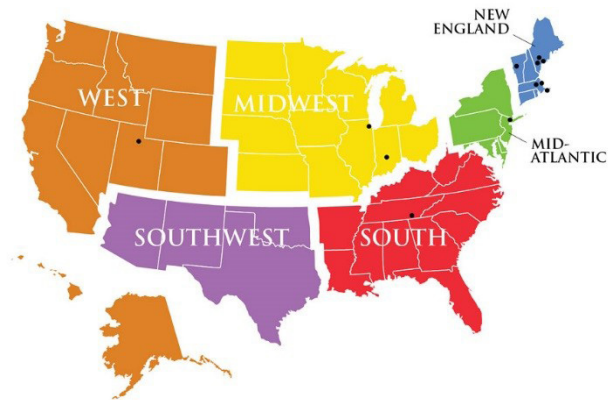 NEW
ENGLAND
WEST
MIDWEST
MID-
ATLANTIC
SOUTHWEST
SOUTH